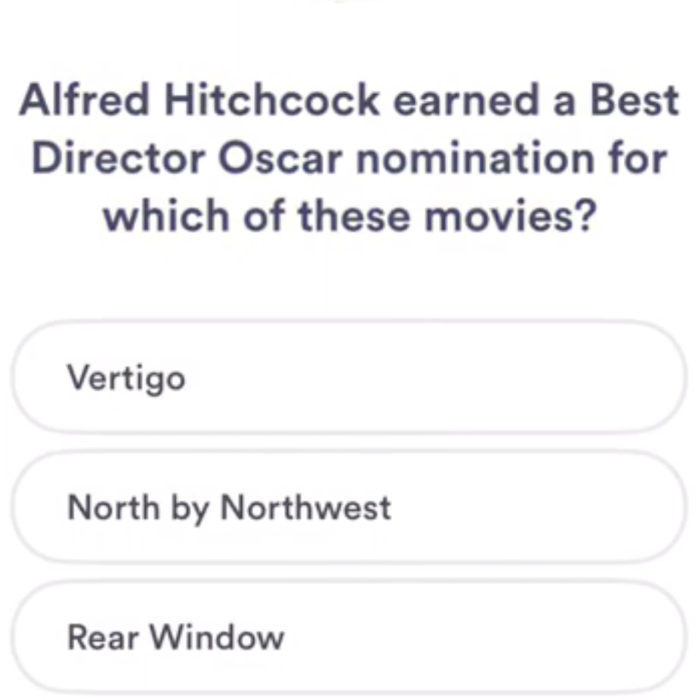 Alfred Hitchcock earned a Best
Director Oscar nomination for
which of these movies?
Vertigo
North by Northwest
Rear Window